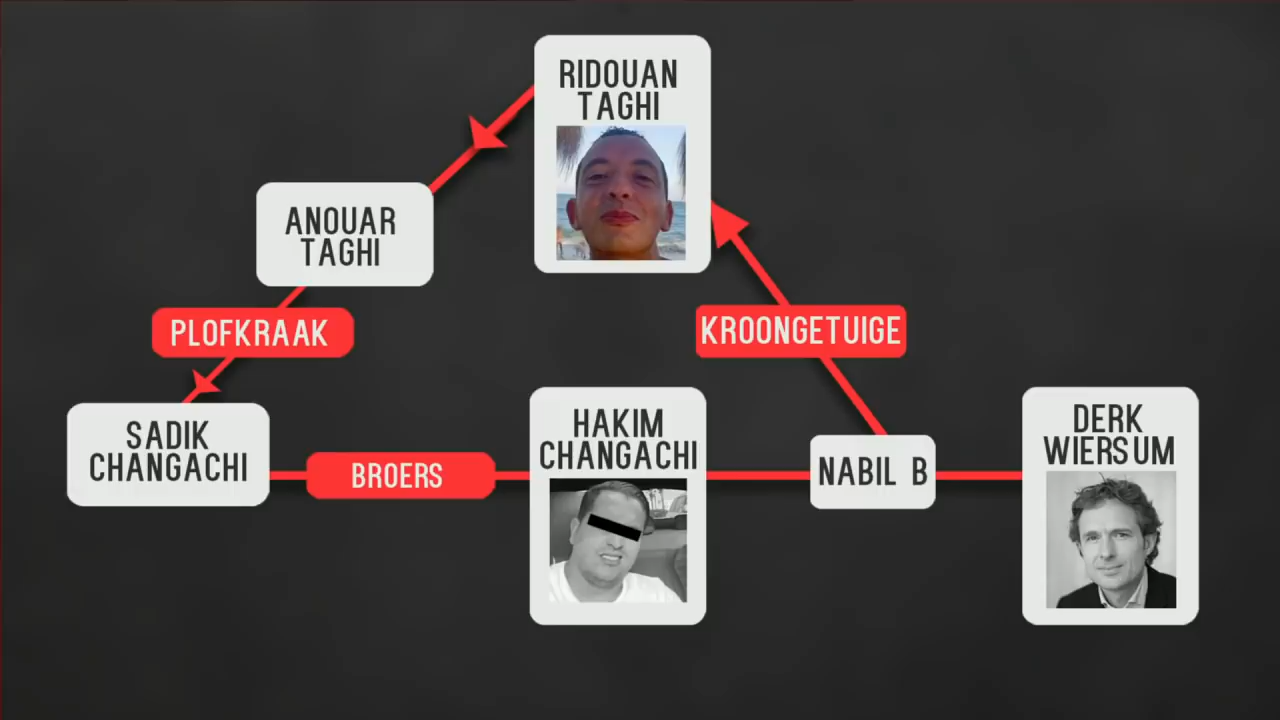 RIDOUAN
TAGHI
ANOUAR
TAGHI
PLOFKRAAK
KROONGETUIGE
SADIK
CHANGACHI
BROERS
HAKIM
CHANGACHI
NABIL B
DERK
WIERSUM